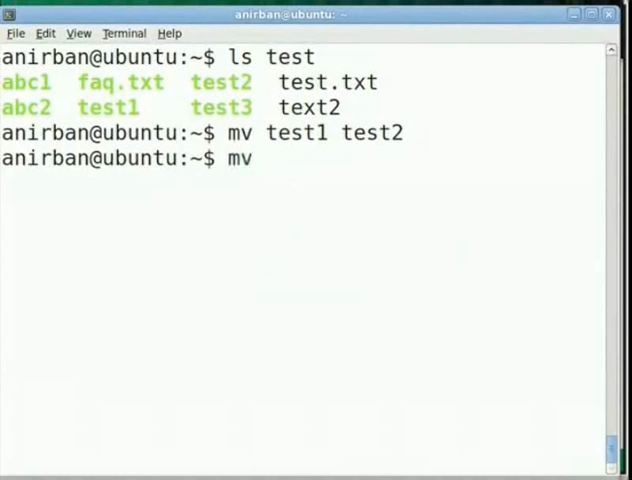 anirban@ubuntu: ~
File Edit View Terminal Help
anirban@ubuntu:~$ ls test
abc1 faq.txt test2 test.txt
abc2 test1 test3 text2
anirban@ubuntu:~$ mv test1 test2
anirban@ubuntu:~$ mv